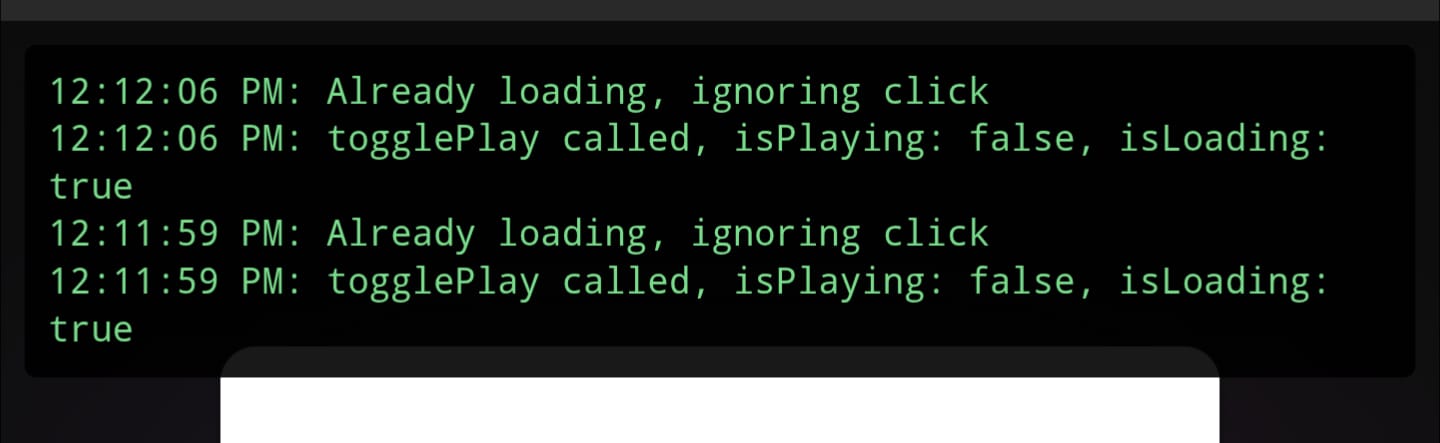 12:12:06 PM: Already loading, ignoring click
12:12:06 PM: togglePlay called, isPlaying: false, isLoading:
true
12:11:59 PM: Already loading, ignoring click
12:11:59 PM: togglePlay called, isPlaying: false, isLoading:
true